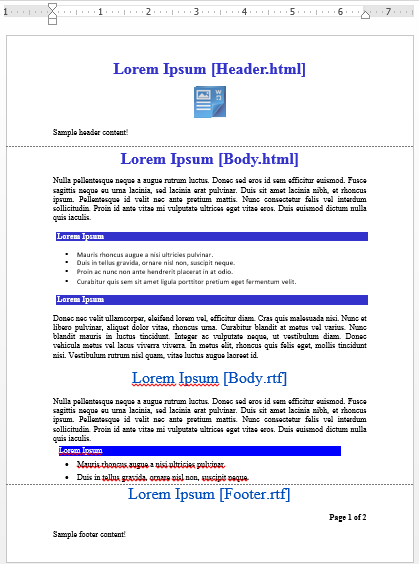 1 1 2 3 4 5 6 7
Lorem Ipsum [Header.html]
W
Sample header content!
Lorem Ipsum [Body.html]
Nulla pellentesque neque a augue rutrum luctus. Donec sed eros id sem efficitur euismod. Fusce
sagittis neque eu urna lacinia, sed lacinia erat pulvinar. Duis sit amet lacinia nibh, et rhoncus
ipsum. Pellentesque id velit nec ante pretium mattis. Nunc consectetur felis vel interdum
sollicitudin. Proin id ante vitae mi vulputate ultrices eget vitae dui. Duis euismod dictum nulla
quis iaculis.
Lorem Ipsum
• Mauris rhoncus augue a nisi ultricies pulvinar.
• Duis in tellus gravida, ornare nisl non, suscipit neque.
• Proin ac nunc non ante hendrerit placerat in at odio.
• Curabitur quis sem sit amet ligula porttitor pretium eget fermentum velit.
Lorem Ipsum
Donec nec velit ullamcorper, eleifend lorem vel, efficitur diam. Cras quis malesuada nisi. Nunc et
libero pulvinar, aliquet dolor vitae, rhoncus urna. Curabitur blandit at metus vel varius. Nunc
blandit mauris in luctus tincidunt. Integer ac vulputate neque, ut vestibulum diam. Donec
vehicula metus vel lacus viverra viverra. In metus elit, rhoncus quis felis eget, mollis tincidunt
nisi. Vestibulum rutrum nisl quam, vitae luctus augue laoreet id.
Lorem Ipsum [Body.rtf]
Nulla pellentesque neque a augue rutrum luctus. Donec sed eros id sem efficitur euismod. Fusce
sagittis neque eu urna lacinia, sed lacinia erat pulvinar. Duis sit amet lacinia nibh, et rhoncus
ipsum. Pellentesque id velit nec ante pretium mattis. Nunc consectetur felis vel interdum
sollicitudin. Proin id ante vitae mi vulputate ultrices eget vitae dui. Duis euismod dictum nulla
quis iaculis.
Lorem Ipsum
• Mauris rhoncus augue a nisi ultricies pulvinar.
• Duis in tellus gravida, ornare nisl non, suscipit neque.
Lorem Ipsum [Footer.rtf]
Page 1 of 2
Sample footer content!